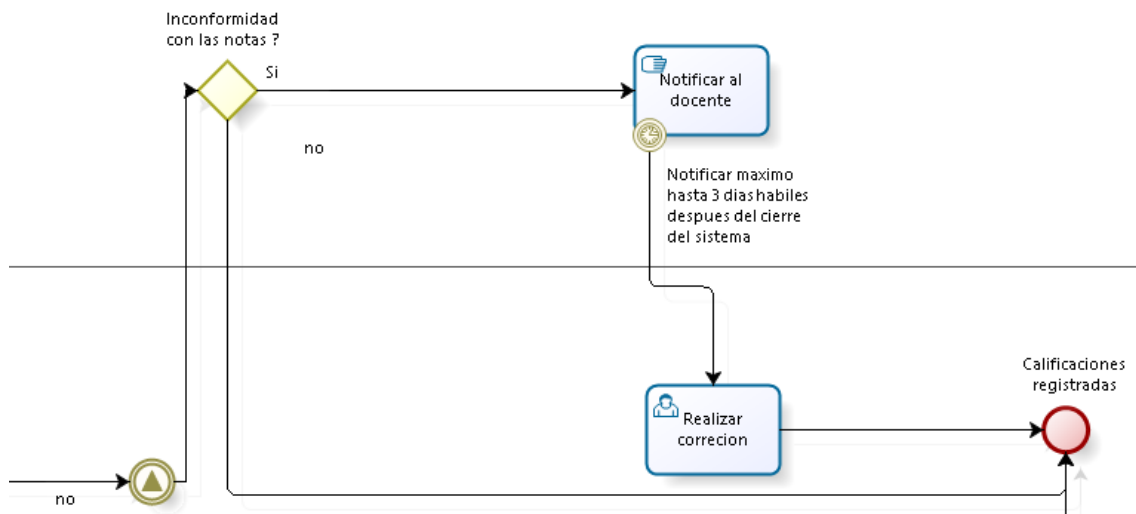 Inconformidad
con las notas ?
Si
Notificar al
docente
no
Notificar maximo
hasta 3 dias habiles
despues del cierre
del sistema
Calificaciones
registradas
Realizar
correcion
no